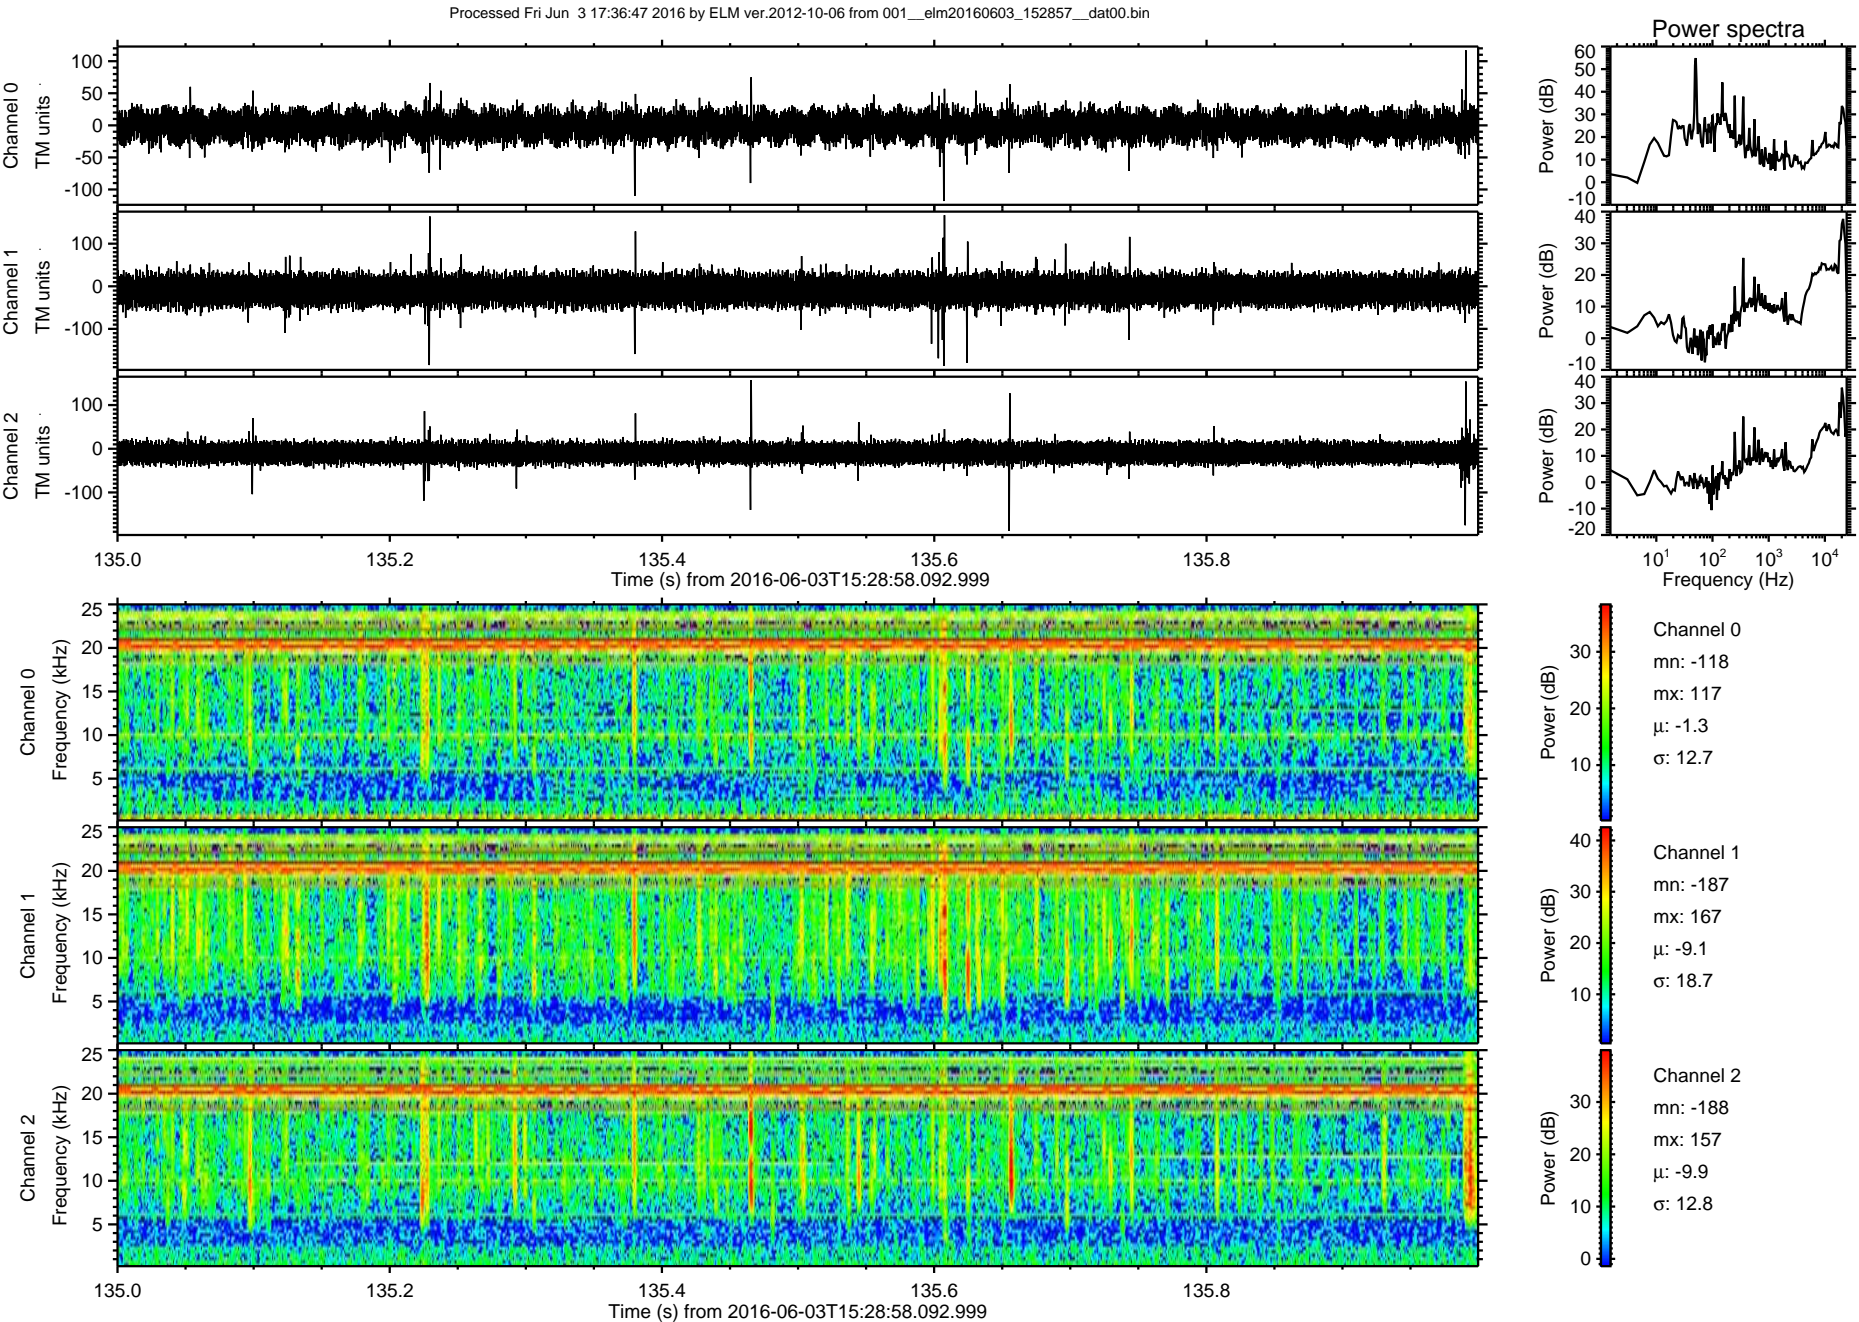 Processed Fri Jun  3 17:36:47 2016 by ELM ver.2012-10-06 from 001__elm20160603_152857__dat00.bin
Power spectra
Channel 0
TM units
100
50
0
-50
-100
Power (dB)
60
50
40
30
20
10
0
-10
Channel 1
TM units
100
0
-100
Power (dB)
40
30
20
10
0
-10
Channel 2
TM units
100
0
-100
Power (dB)
40
30
20
10
0
-10
-20
135.0 135.2 135.4 135.6 135.8
Time (s) from 2016-06-03T15:28:58.092.999
10¹ 10² 10³ 10⁴
Frequency (Hz)
Channel 0
Frequency (kHz)
25
20
15
10
5
Power (dB)
30
20
10
Channel 0
mn: -118
mx: 117
μ: -1.3
σ: 12.7
Channel 1
Frequency (kHz)
25
20
15
10
5
Power (dB)
40
30
20
10
Channel 1
mn: -187
mx: 167
μ: -9.1
σ: 18.7
Channel 2
Frequency (kHz)
25
20
15
10
5
Power (dB)
30
20
10
0
Channel 2
mn: -188
mx: 157
μ: -9.9
σ: 12.8
135.0 135.2 135.4 135.6 135.8
Time (s) from 2016-06-03T15:28:58.092.999